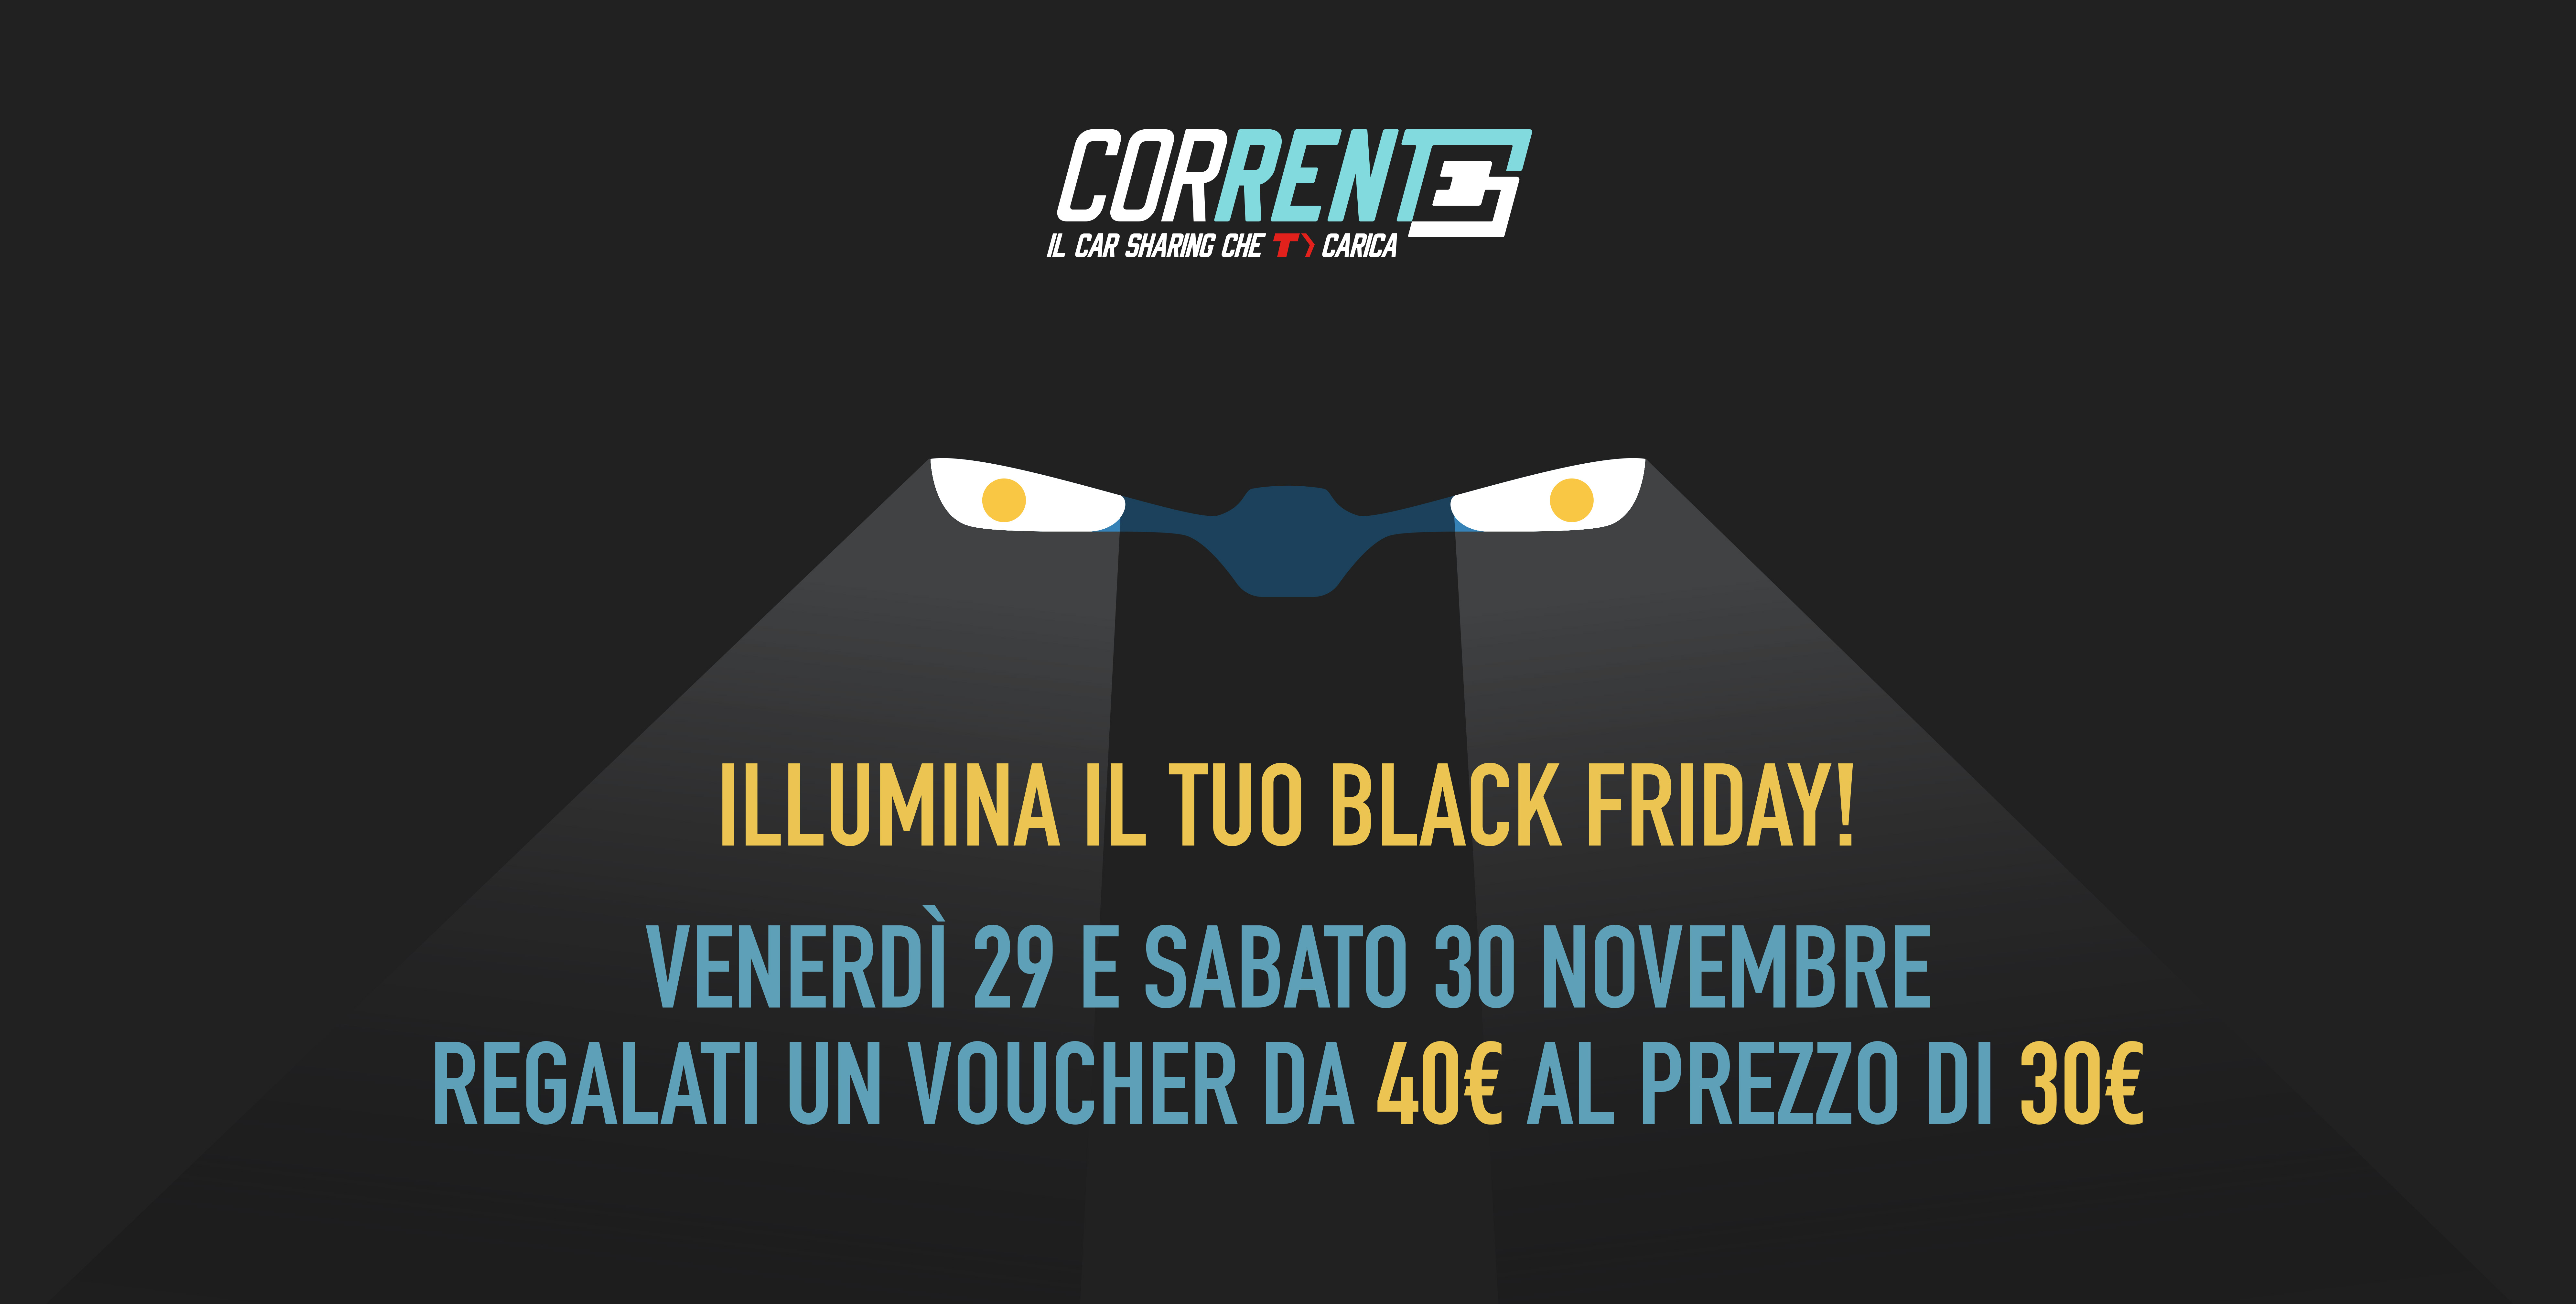 CORRENTE
IL CAR SHARING CHE T> CARICA
ILLUMINA IL TUO BLACK FRIDAY!
VENERDÌ 29 E SABATO 30 NOVEMBRE
REGALATI UN VOUCHER DA 40€ AL PREZZO DI 30€